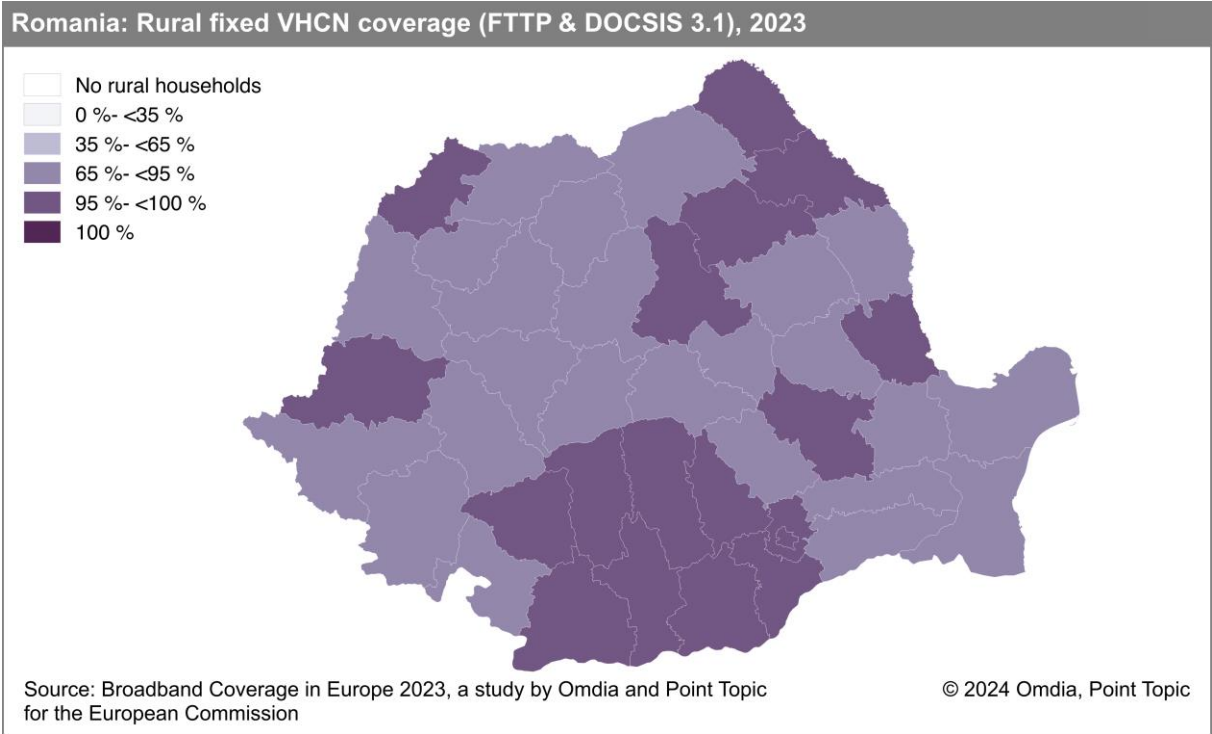 Romania: Rural fixed VHCN coverage (FTTP & DOCSIS 3.1), 2023
No rural households
0 %- <35 %
35 %- <65 %
65 %- <95 %
95 %- <100 %
100 %
Source: Broadband Coverage in Europe 2023, a study by Omdia and Point Topic
for the European Commission
© 2024 Omdia, Point Topic